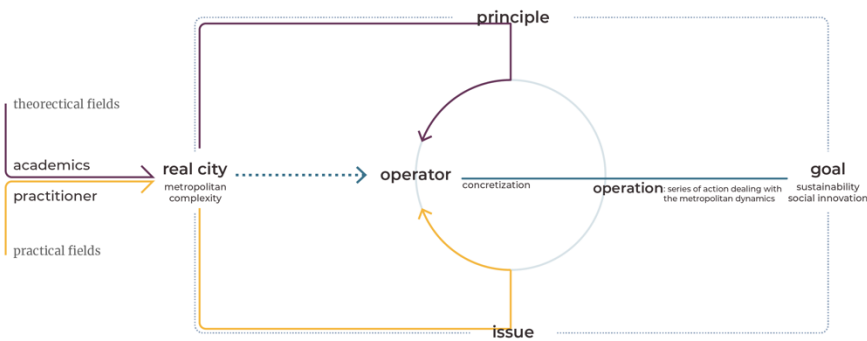 principle
theorectical fields
academics
practitioner
practical fields
real city
metropolitan
complexity
operator
concretization
operation: series of action dealing with
the metropolitan dynamics
goal
sustainability
social innovation
issue